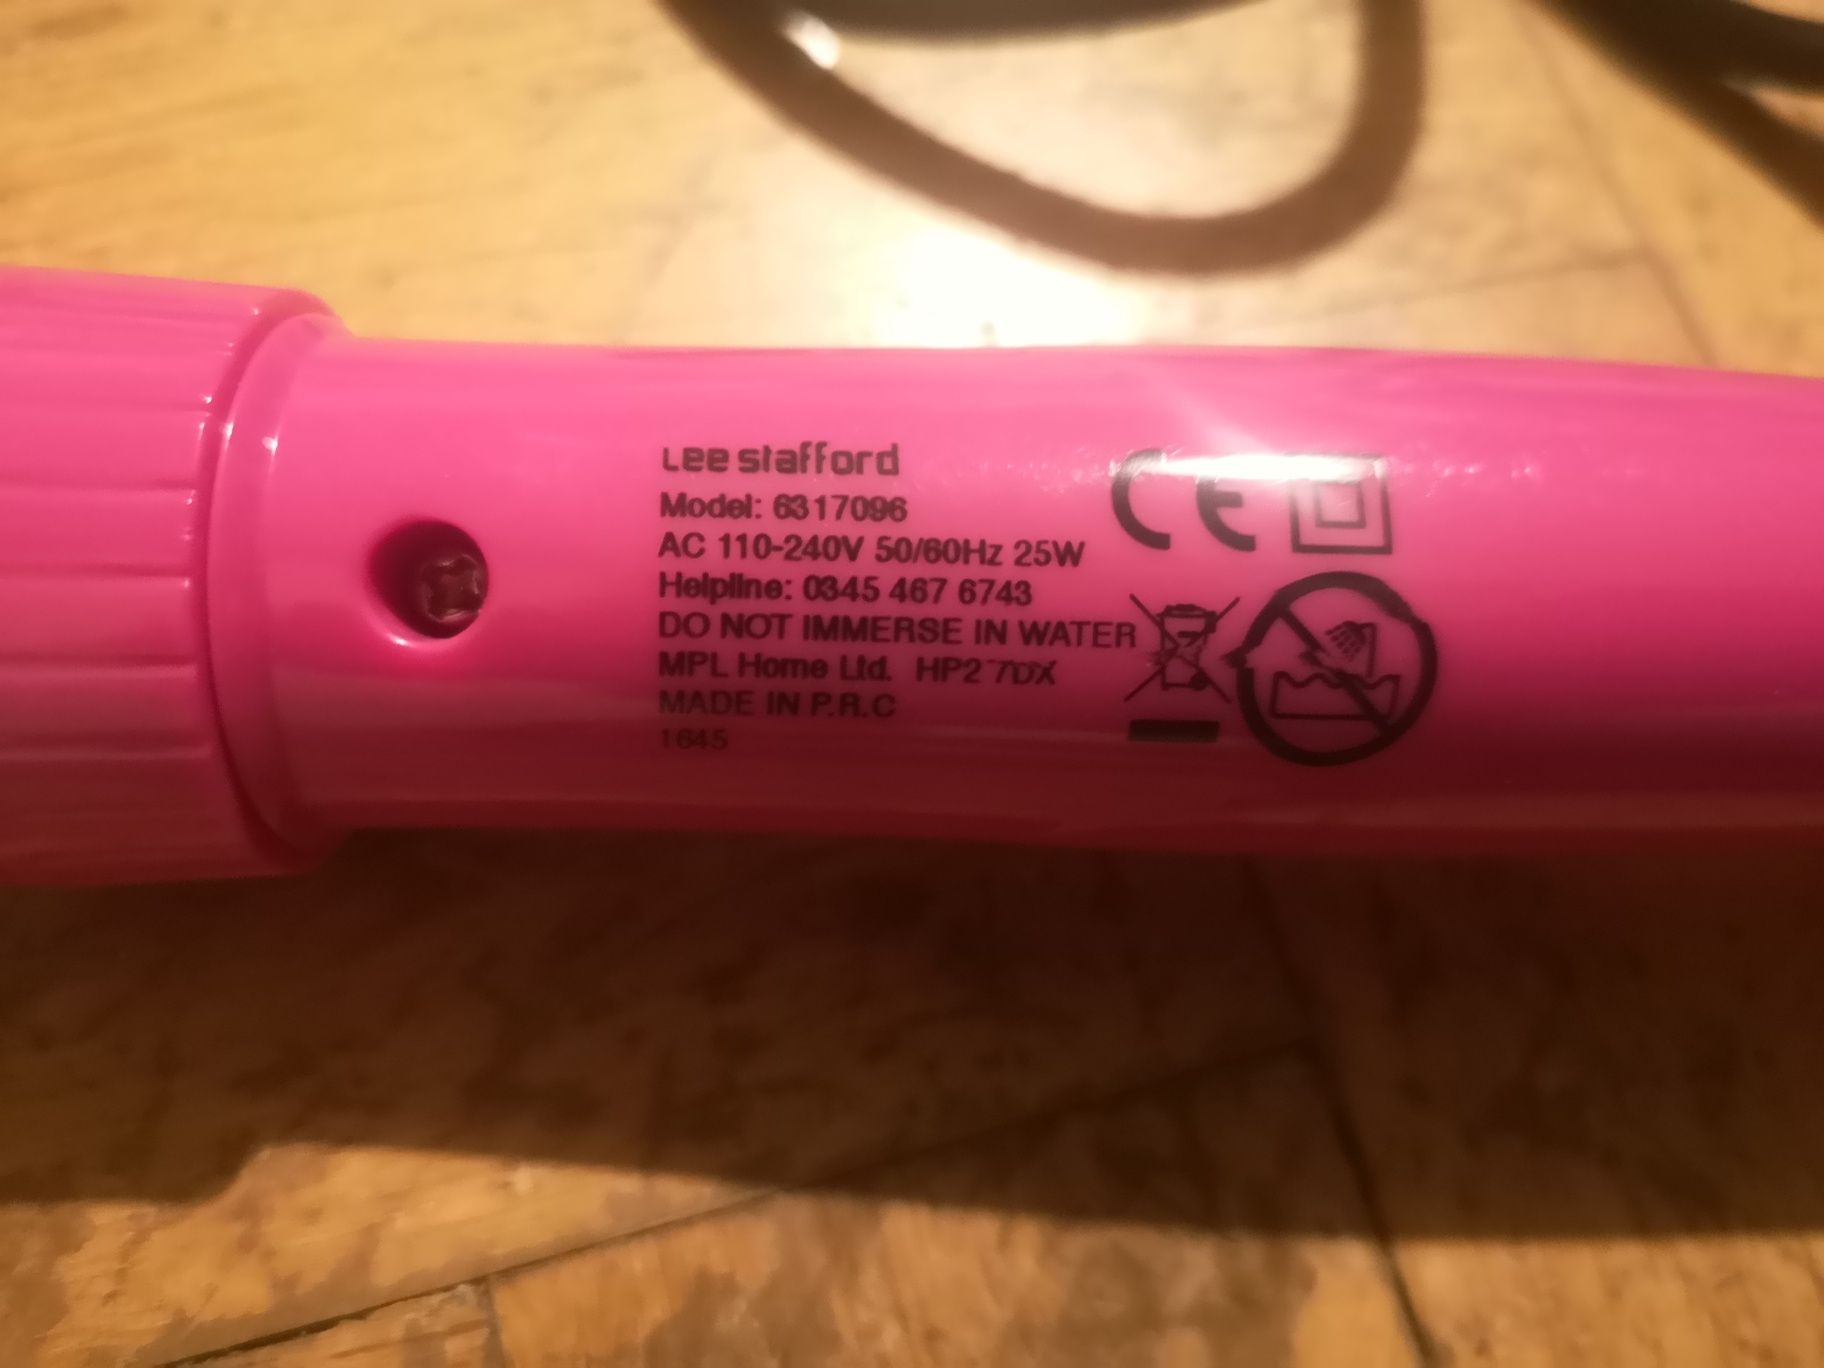 Lee stafford
Model: 6317096
AC 110-240V 50/60Hz 25W
Helpline: 0345 467 6743
DO NOT IMMERSE IN WATER
MPL Home Ltd. HP2 7DX
MADE IN P.R.C
1645
CE